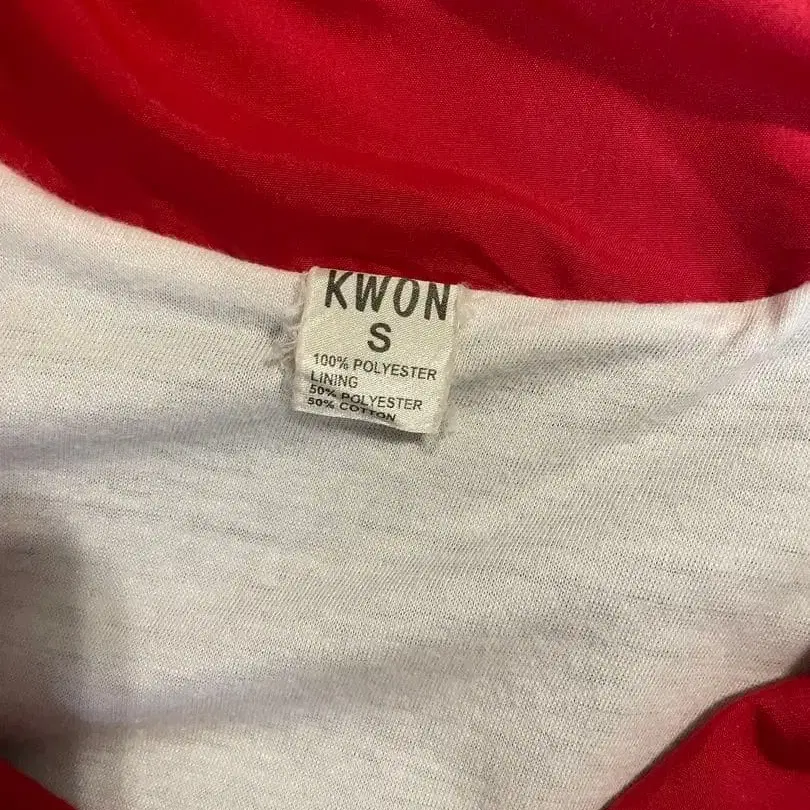 KWON
S
100% POLYESTER
LINING
50% POLYESTER
50% COTTON